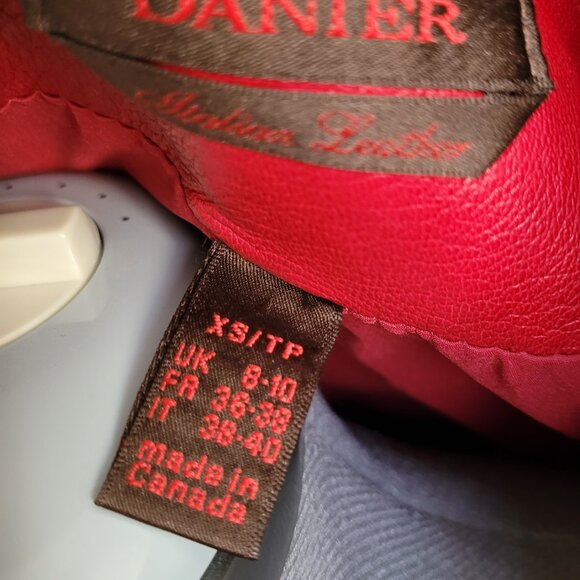 DANIER
Italian Leather
XS/TP
UK 8-10
FR 36-38
IT 38-40
made in
Canada